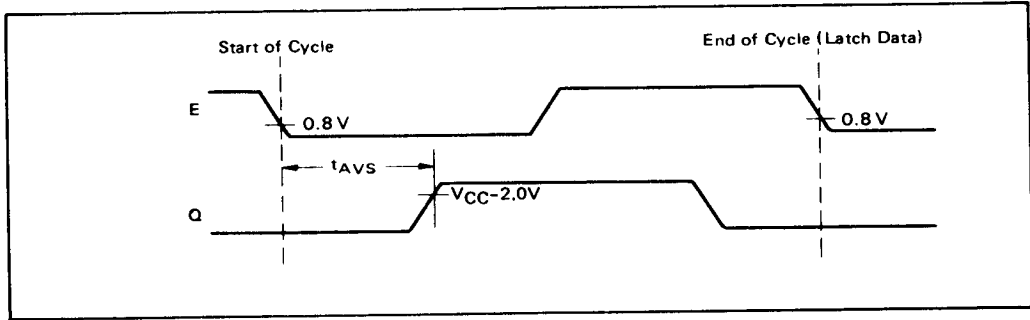 Start of Cycle
End of Cycle (Latch Data)
E
0.8 V
0.8 V
tAVS
VCC-2.0V
Q